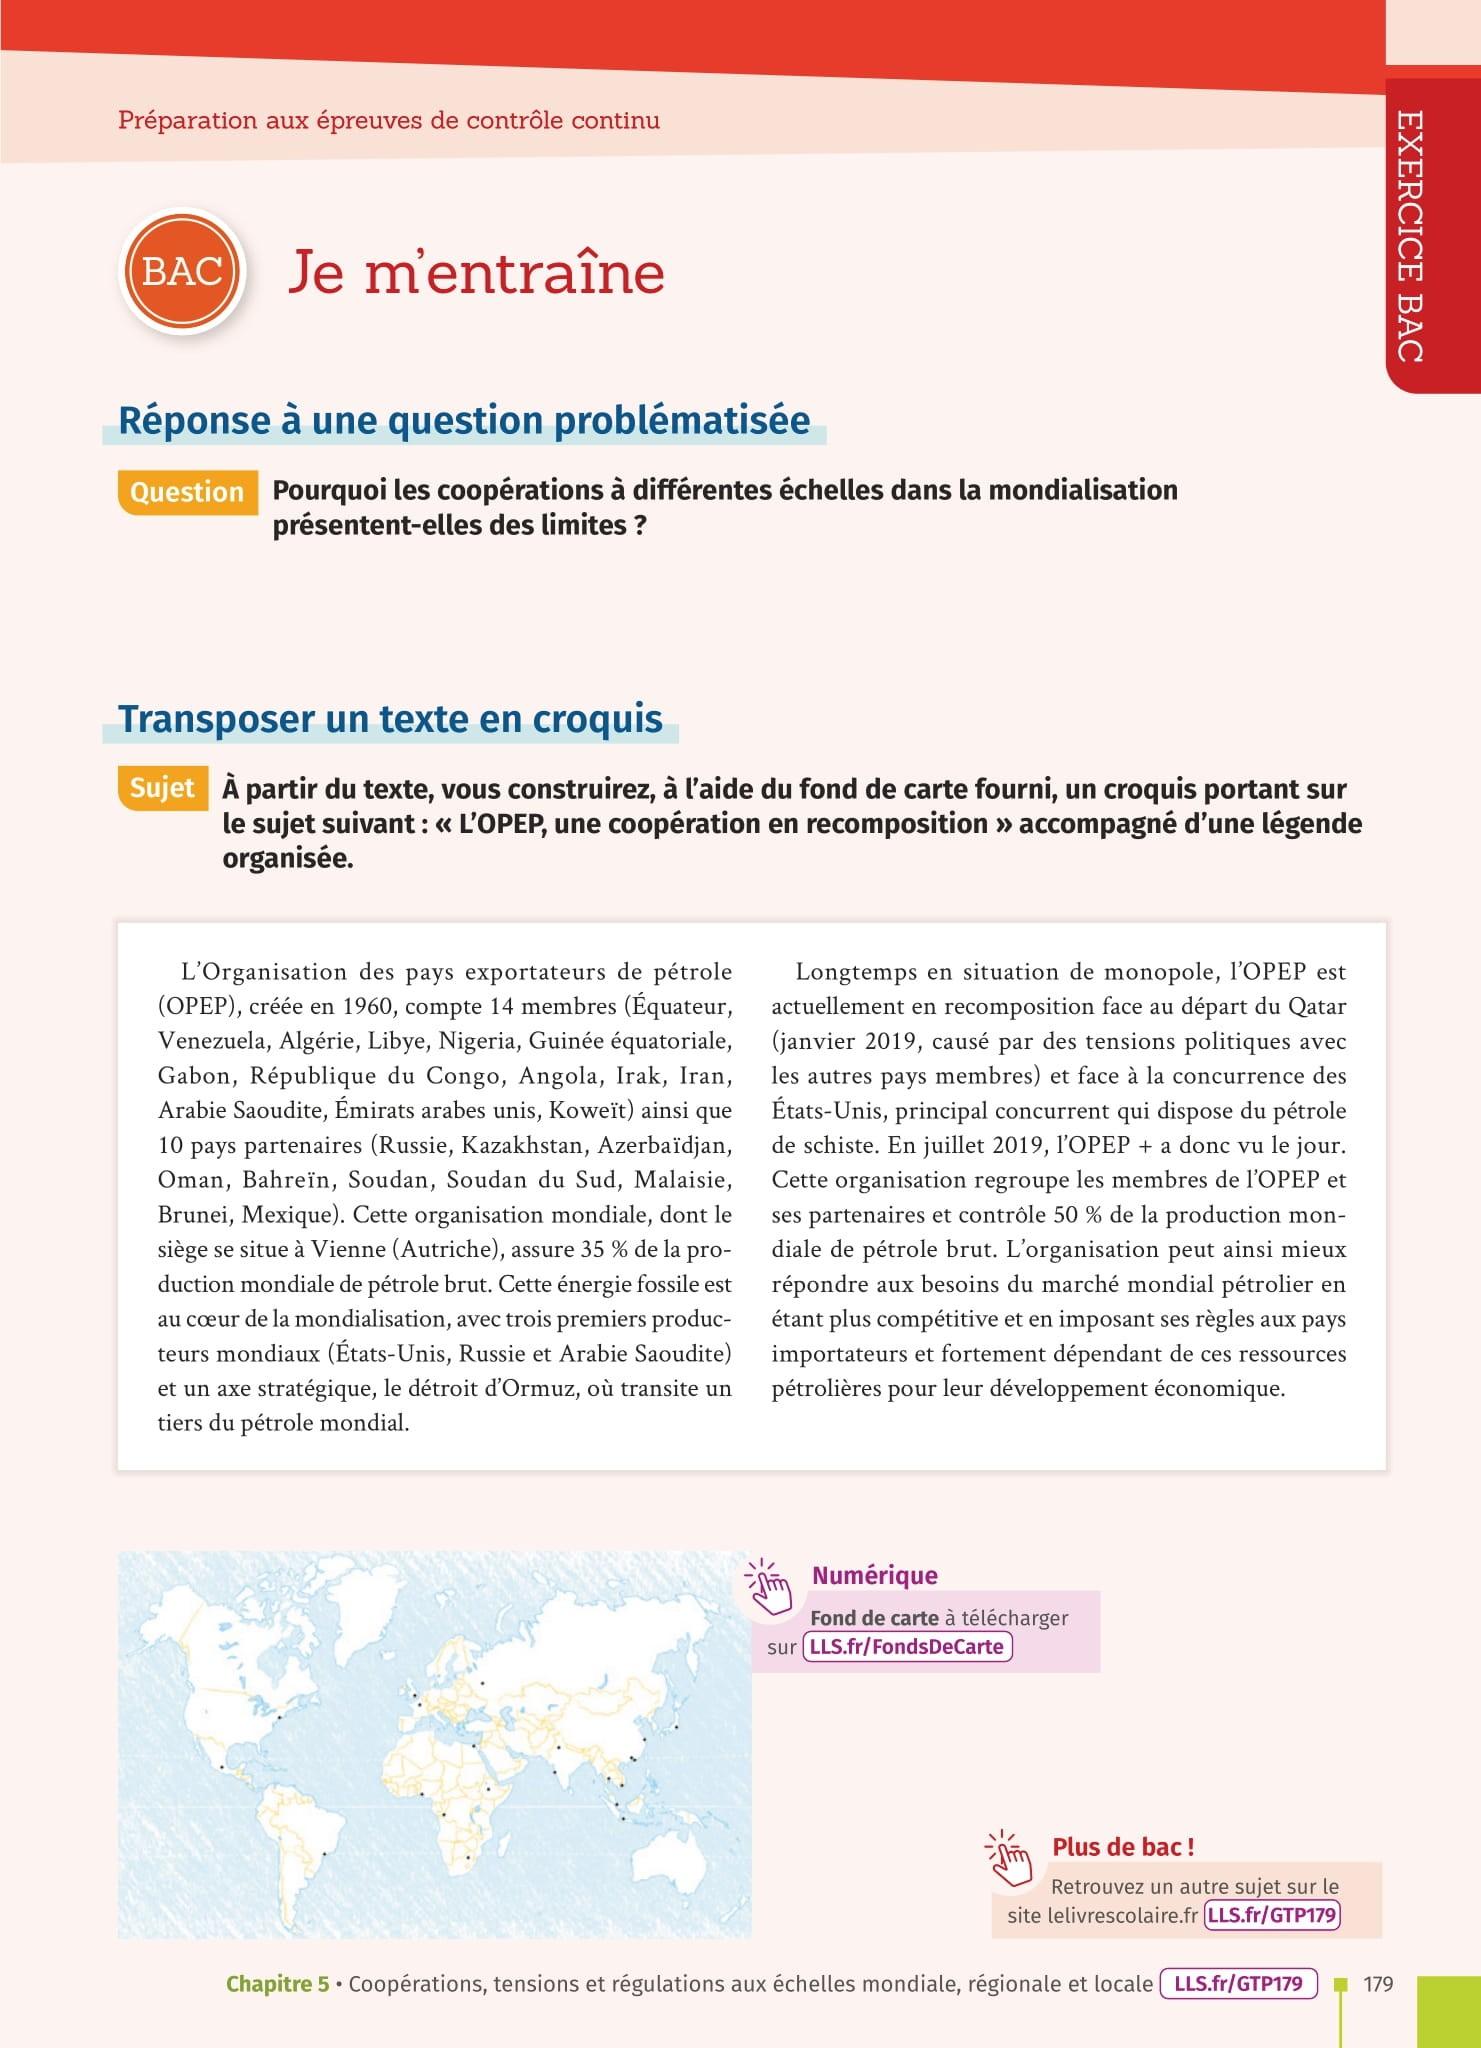 Préparation aux épreuves de contrôle continu
EXERCICE BAC
BAC
Je m'entraîne
Réponse à une question problématisée
Question
Pourquoi les coopérations à différentes échelles dans la mondialisation
présentent-elles des limites ?
Transposer un texte en croquis
Sujet
À partir du texte, vous construirez, à l'aide du fond de carte fourni, un croquis portant sur
le sujet suivant : « L'OPEP, une coopération en recomposition » accompagné d'une légende
organisée.
L'Organisation des pays exportateurs de pétrole
(OPEP), créée en 1960, compte 14 membres (Équateur,
Venezuela, Algérie, Libye, Nigeria, Guinée équatoriale,
Gabon, République du Congo, Angola, Irak, Iran,
Arabie Saoudite, Émirats arabes unis, Koweït) ainsi que
10 pays partenaires (Russie, Kazakhstan, Azerbaïdjan,
Oman, Bahreïn, Soudan, Soudan du Sud, Malaisie,
Brunei, Mexique). Cette organisation mondiale, dont le
siège se situe à Vienne (Autriche), assure 35 % de la pro-
duction mondiale de pétrole brut. Cette énergie fossile est
au cœur de la mondialisation, avec trois premiers produc-
teurs mondiaux (États-Unis, Russie et Arabie Saoudite)
et un axe stratégique, le détroit d'Ormuz, où transite un
tiers du pétrole mondial.
Longtemps en situation de monopole, l'OPEP est
actuellement en recomposition face au départ du Qatar
(janvier 2019, causé par des tensions politiques avec
les autres pays membres) et face à la concurrence des
États-Unis, principal concurrent qui dispose du pétrole
de schiste. En juillet 2019, l'OPEP + a donc vu le jour.
Cette organisation regroupe les membres de l'OPEP et
ses partenaires et contrôle 50 % de la production mon-
diale de pétrole brut. L'organisation peut ainsi mieux
répondre aux besoins du marché mondial pétrolier en
étant plus compétitive et en imposant ses règles aux pays
importateurs et fortement dépendant de ces ressources
pétrolières pour leur développement économique.
Numérique
Fond de carte à télécharger
sur LLS.fr/FondsDeCarte
Plus de bac !
Retrouvez un autre sujet sur le
site lelivrescolaire.fr LLS.fr/GTP179
Chapitre 5 • Coopérations, tensions et régulations aux échelles mondiale, régionale et locale LLS.fr/GTP179 179